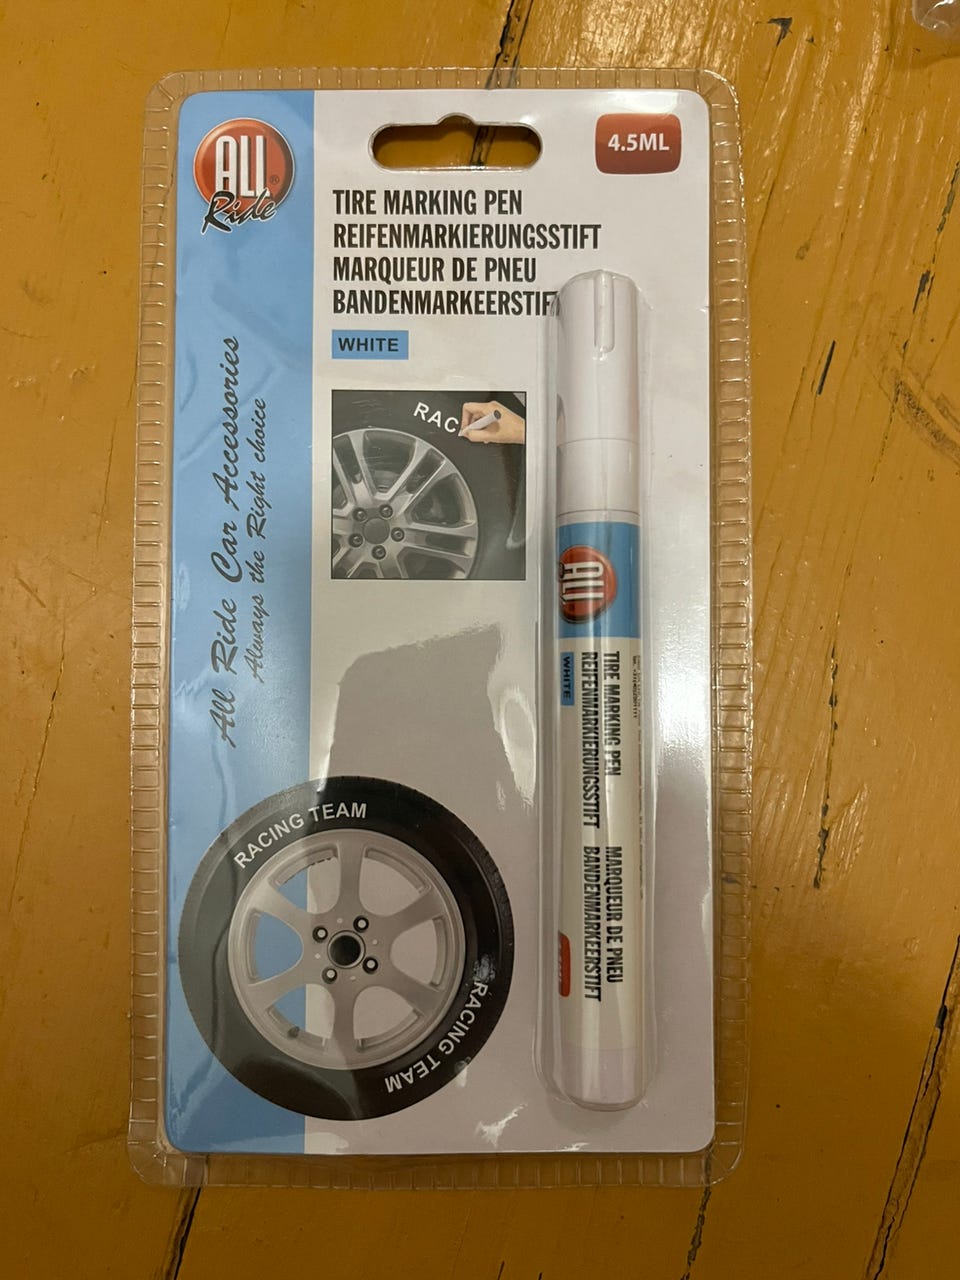 ALL®
Ride
4.5ML
TIRE MARKING PEN
REIFENMARKIERUNGSSTIFT
MARQUEUR DE PNEU
BANDENMARKEERSTIF
WHITE
RAC
All Ride Car Accessories
Always the Right choice
RACING TEAM
RACING TEAM
ALL
WHITE
TIRE MARKING PEN MARQUEUR DE PNEU
REIFENMARKIERUNGSSTIFT BANDENMARKEERSTIFT